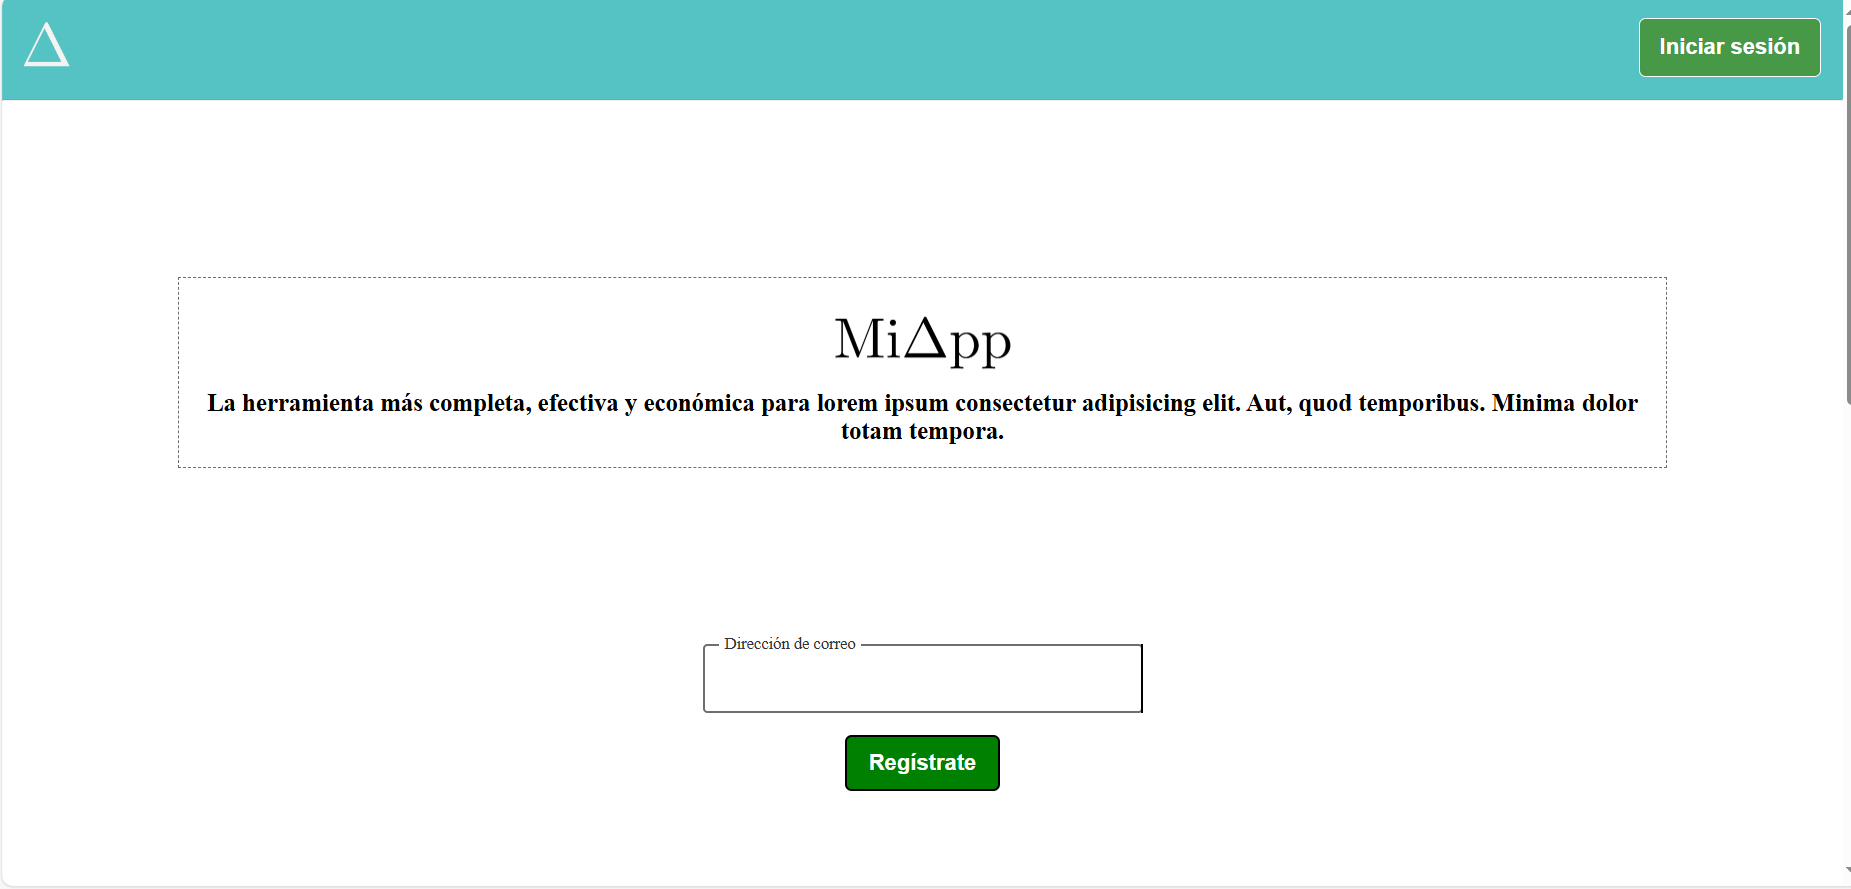 Δ
Iniciar sesión
MiΔpp
La herramienta más completa, efectiva y económica para lorem ipsum consectetur adipisicing elit. Aut, quod temporibus. Minima dolor
totam tempora.
Dirección de correo
Regístrate